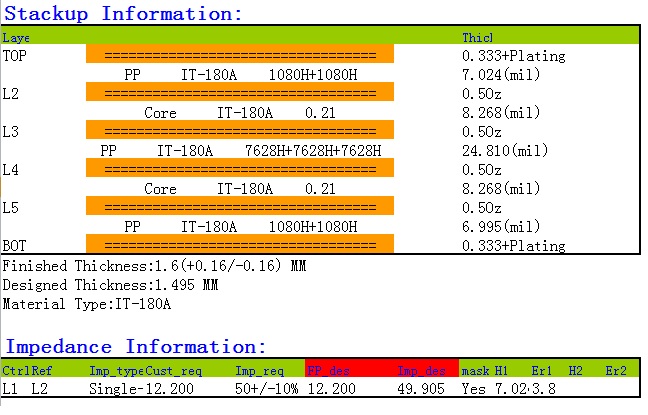 Stackup Information:
Laye Thicl
TOP ================================== 0.333+Plating
PP IT-180A 1080H+1080H 7.024(mil)
L2 ================================== 0.5Oz
Core IT-180A 0.21 8.268(mil)
L3 ================================== 0.5Oz
PP IT-180A 7628H+7628H+7628H 24.810(mil)
L4 ================================== 0.5Oz
Core IT-180A 0.21 8.268(mil)
L5 ================================== 0.5Oz
PP IT-180A 1080H+1080H 6.995(mil)
BOT ================================== 0.333+Plating
Finished Thickness:1.6(+0.16/-0.16) MM
Designed Thickness:1.495 MM
Material Type:IT-180A
Impedance Information:
Ctrl Ref Imp_type Cust_req Imp_req FP_des Imp_des mask H1 Er1 H2 Er2
L1 L2 Single- 12.200 50+/-10% 12.200 49.905 Yes 7.024 3.8